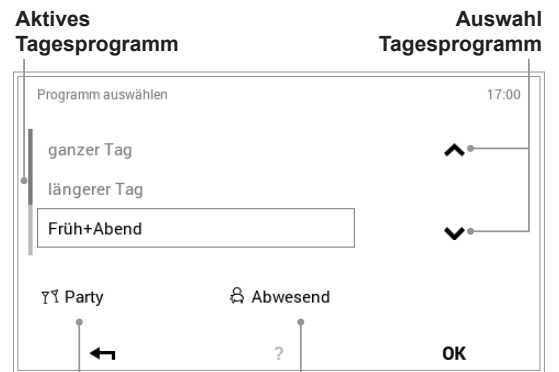 Aktives
Tagesprogramm
Auswahl
Tagesprogramm
Programm auswählen 17:00
ganzer Tag
längerer Tag
Früh+Abend
Party Abwesend
? OK